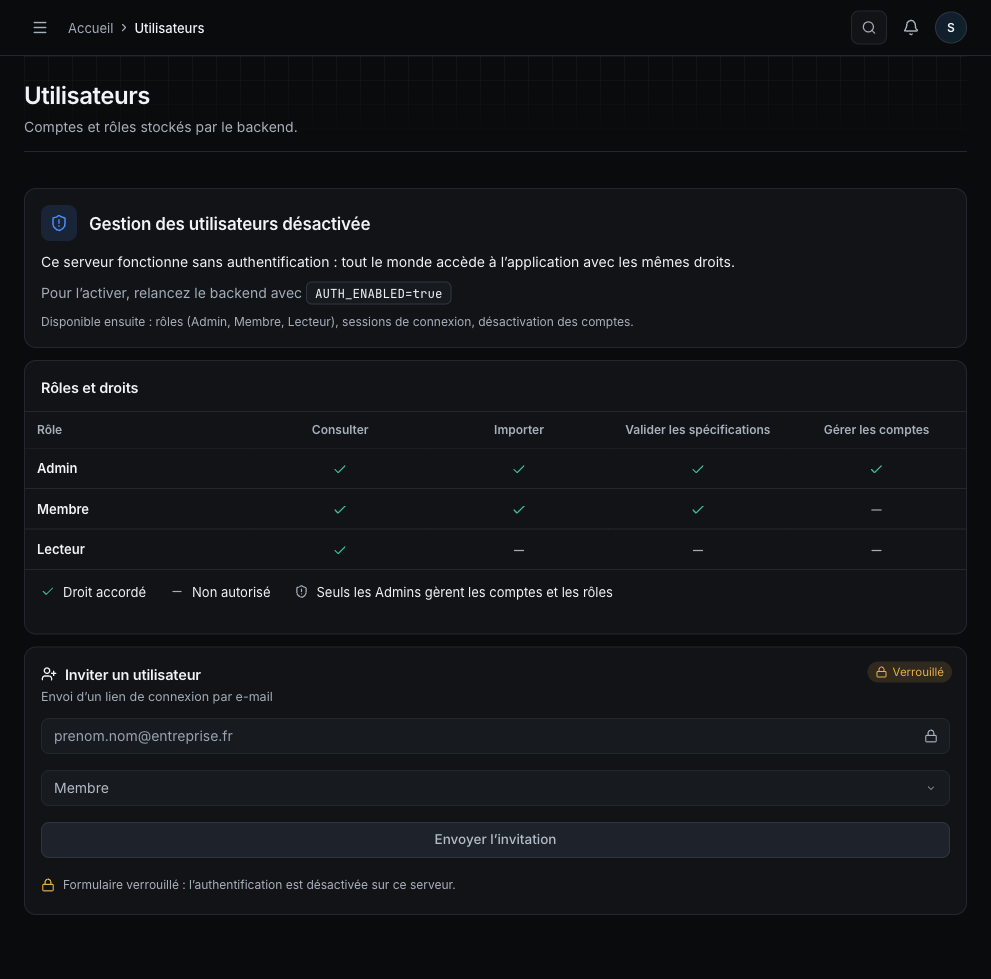 Accueil > Utilisateurs
S
Utilisateurs
Comptes et rôles stockés par le backend.
Gestion des utilisateurs désactivée
Ce serveur fonctionne sans authentification : tout le monde accède à l’application avec les mêmes droits.
Pour l’activer, relancez le backend avec AUTH_ENABLED=true
Disponible ensuite : rôles (Admin, Membre, Lecteur), sessions de connexion, désactivation des comptes.
Rôles et droits
Rôle Consulter Importer Valider les spécifications Gérer les comptes
Admin ✓ ✓ ✓ ✓
Membre ✓ ✓ ✓ —
Lecteur ✓ — — —
✓ Droit accordé — Non autorisé Seuls les Admins gèrent les comptes et les rôles
Inviter un utilisateur Verrouillé
Envoi d’un lien de connexion par e-mail
prenom.nom@entreprise.fr
Membre
Envoyer l’invitation
Formulaire verrouillé : l’authentification est désactivée sur ce serveur.